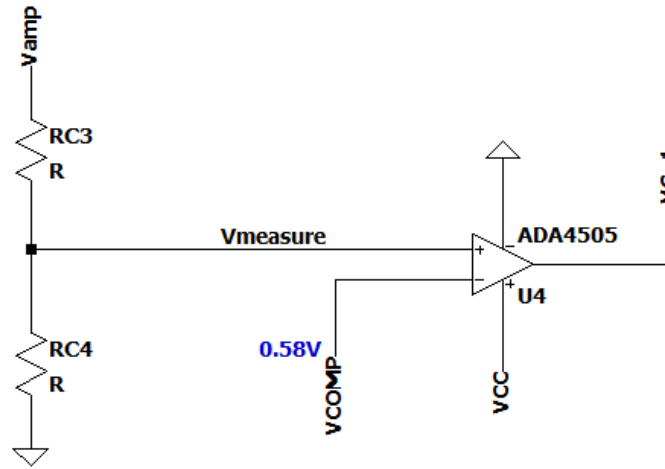 Vamp
RC3
R
Vmeasure
+
-
-
ADA4505
+
U4
RC4
R
0.58V
VCOMP
VCC